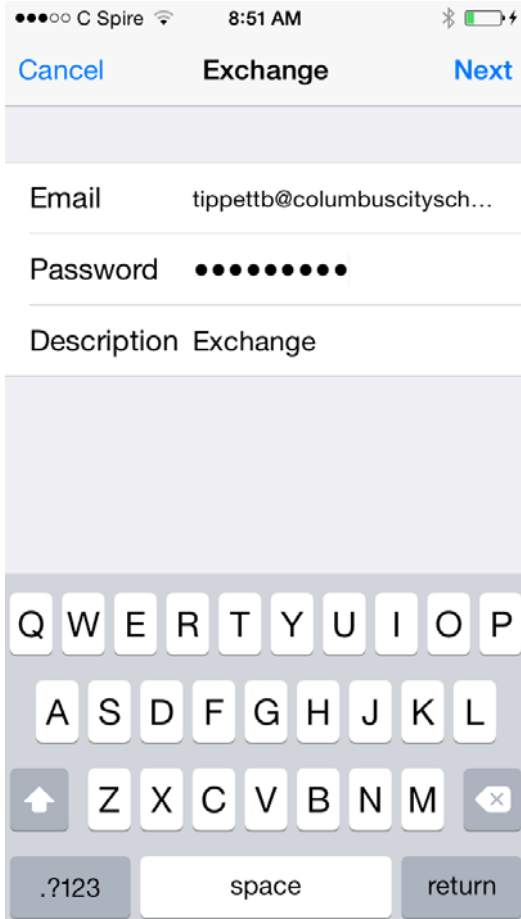 C Spire 8:51 AM
Cancel Exchange Next
Email tippettb@columbuscitysch...
Password •••••••••
Description Exchange
Q W E R T Y U I O P
A S D F G H J K L
Z X C V B N M
.?123 space return